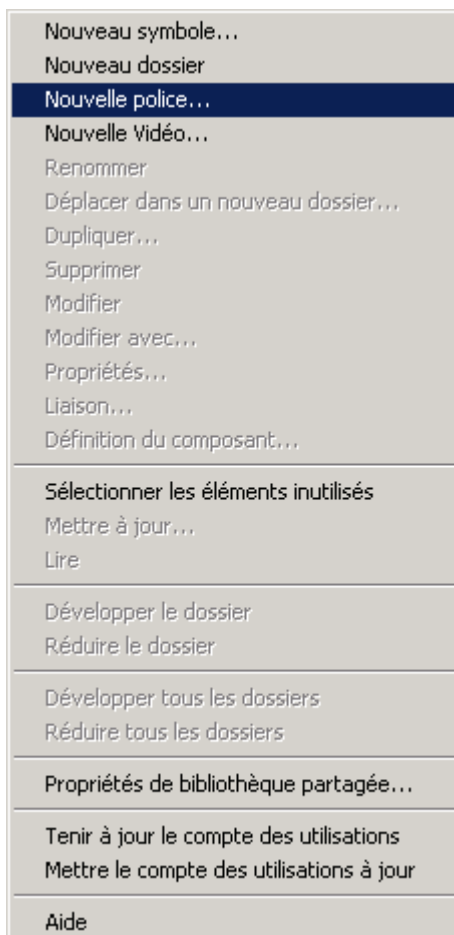 Nouveau symbole...
Nouveau dossier
Nouvelle police...
Nouvelle Vidéo...
Renommer
Déplacer dans un nouveau dossier...
Dupliquer...
Supprimer
Modifier
Modifier avec...
Propriétés...
Liaison...
Définition du composant...
Sélectionner les éléments inutilisés
Mettre à jour...
Lire
Développer le dossier
Réduire le dossier
Développer tous les dossiers
Réduire tous les dossiers
Propriétés de bibliothèque partagée...
Tenir à jour le compte des utilisations
Mettre le compte des utilisations à jour
Aide